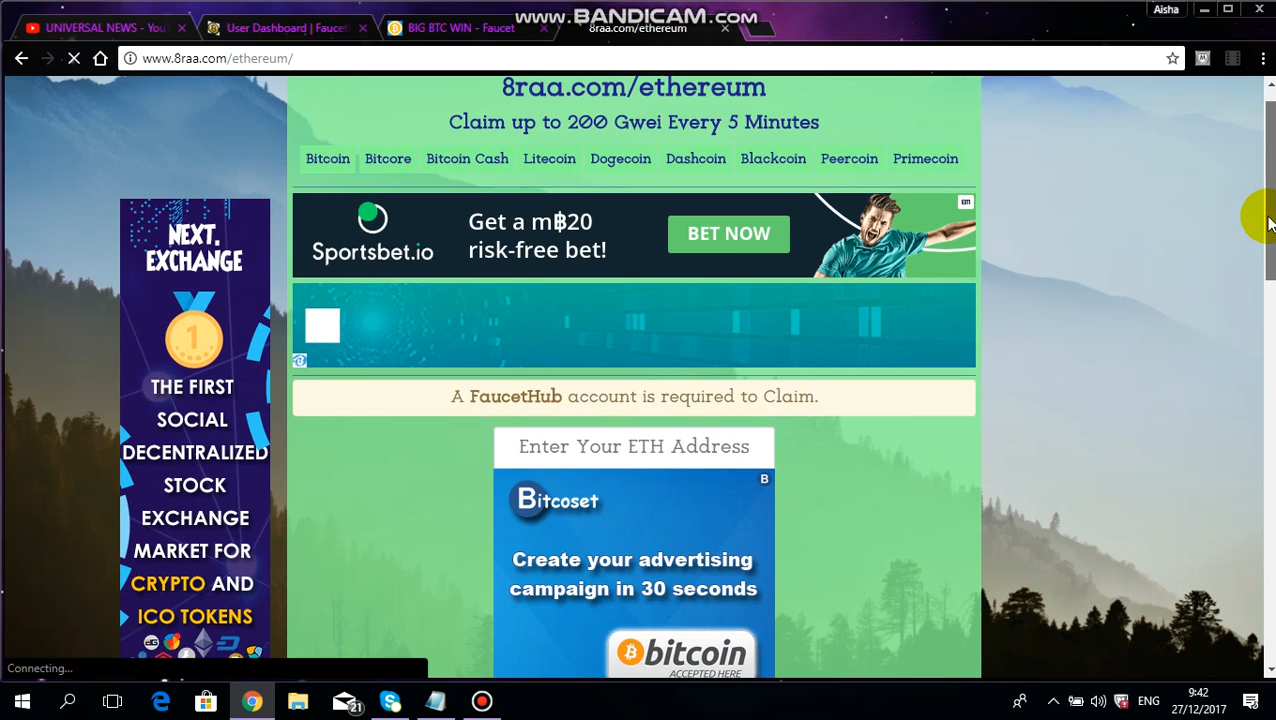 www.BANDICAM.com
Aisha
UNIVERSAL NEWS - You
User Dashboard | Fauce
BIG BTC WIN - Faucet
8raa.com/ethereum
www.8raa.com/ethereum/
8raa.com/ethereum
Claim up to 200 Gwei Every 5 Minutes
Bitcoin Bitcore Bitcoin Cash Litecoin Dogecoin Dashcoin Blackcoin Peercoin Primecoin
Sportsbet.io
Get a m฿20
risk-free bet!
BET NOW
NEXT.
EXCHANGE
1
THE FIRST
SOCIAL
DECENTRALIZED
STOCK
EXCHANGE
MARKET FOR
CRYPTO AND
ICO TOKENS
A FaucetHub account is required to Claim.
Enter Your ETH Address
B
Bitcoset
Create your advertising
campaign in 30 seconds
bitcoin
ACCEPTED HERE
Connecting...
21
ENG
9:42
27/12/2017